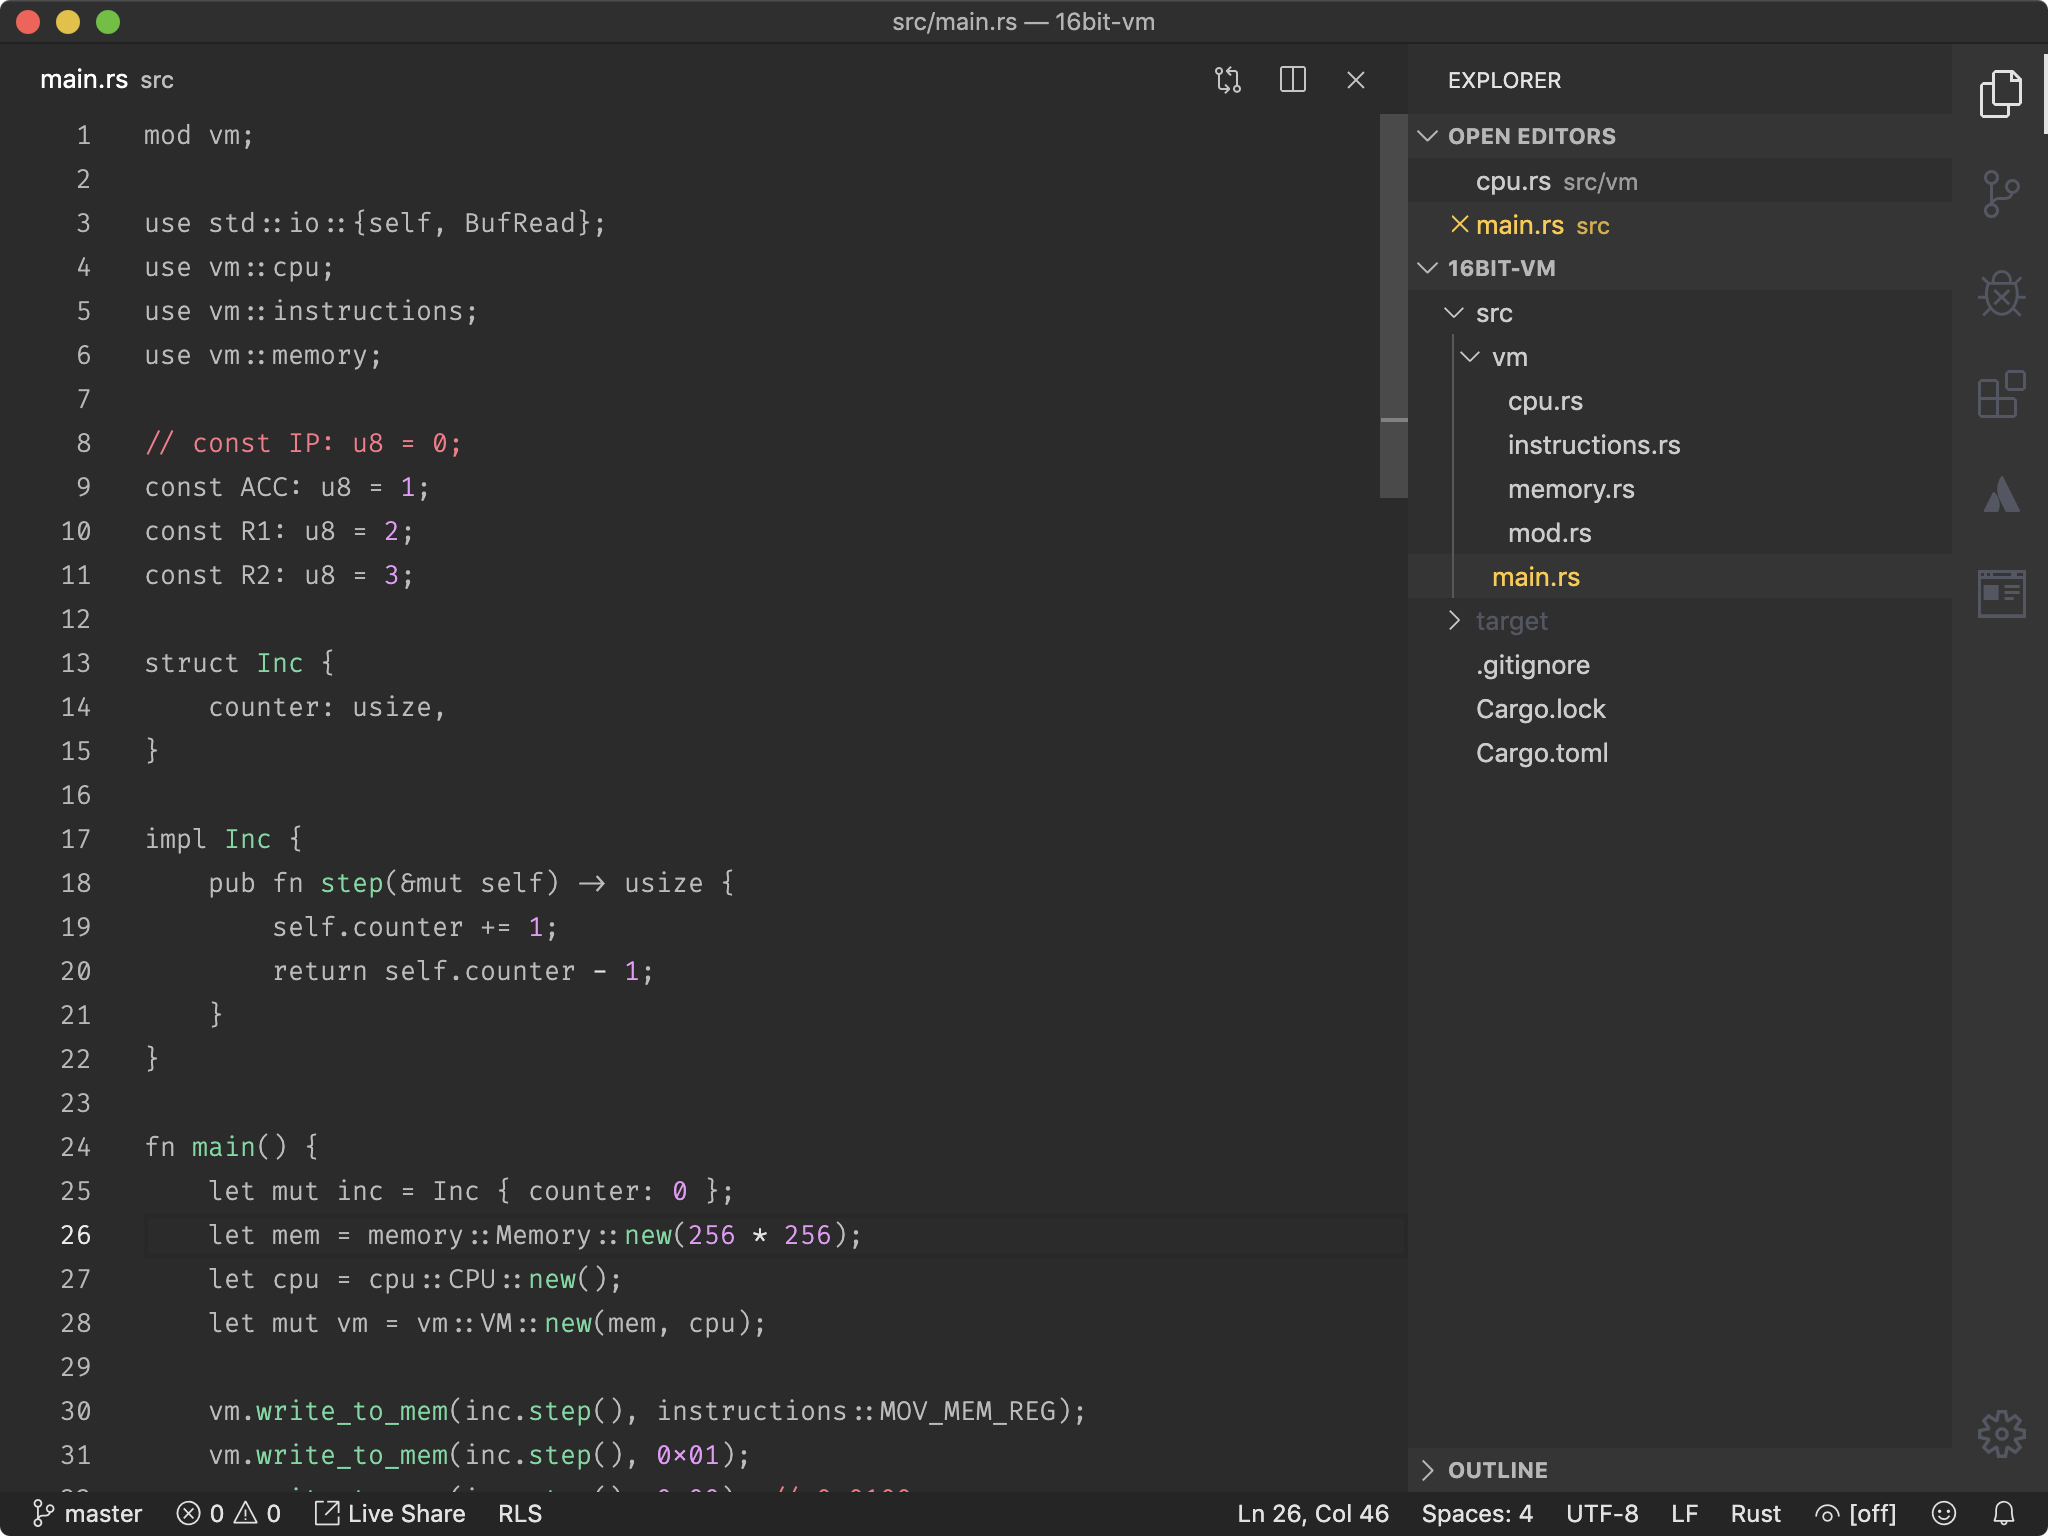 src/main.rs — 16bit-vm
main.rs src
1 mod vm;
2
3 use std::io::{self, BufRead};
4 use vm::cpu;
5 use vm::instructions;
6 use vm::memory;
7
8 // const IP: u8 = 0;
9 const ACC: u8 = 1;
10 const R1: u8 = 2;
11 const R2: u8 = 3;
12
13 struct Inc {
14     counter: usize,
15 }
16
17 impl Inc {
18     pub fn step(&mut self) -> usize {
19         self.counter += 1;
20         return self.counter - 1;
21     }
22 }
23
24 fn main() {
25     let mut inc = Inc { counter: 0 };
26     let mem = memory::Memory::new(256 * 256);
27     let cpu = cpu::CPU::new();
28     let mut vm = vm::VM::new(mem, cpu);
29
30     vm.write_to_mem(inc.step(), instructions::MOV_MEM_REG);
31     vm.write_to_mem(inc.step(), 0x01);
EXPLORER
OPEN EDITORS
cpu.rs src/vm
main.rs src
16BIT-VM
src
vm
cpu.rs
instructions.rs
memory.rs
mod.rs
main.rs
target
.gitignore
Cargo.lock
Cargo.toml
OUTLINE
master 0 0 Live Share RLS Ln 26, Col 46 Spaces: 4 UTF-8 LF Rust [off]